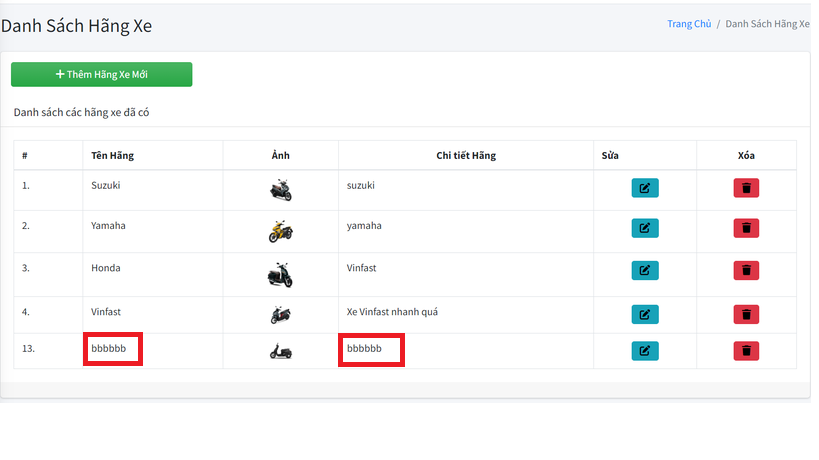 Danh Sách Hãng Xe
Trang Chủ / Danh Sách Hãng Xe
+ Thêm Hãng Xe Mới
Danh sách các hãng xe đã có
# Tên Hãng Ảnh Chi tiết Hãng Sửa Xóa
1. Suzuki suzuki
2. Yamaha yamaha
3. Honda Vinfast
4. Vinfast Xe Vinfast nhanh quá
13. bbbbbb bbbbbb